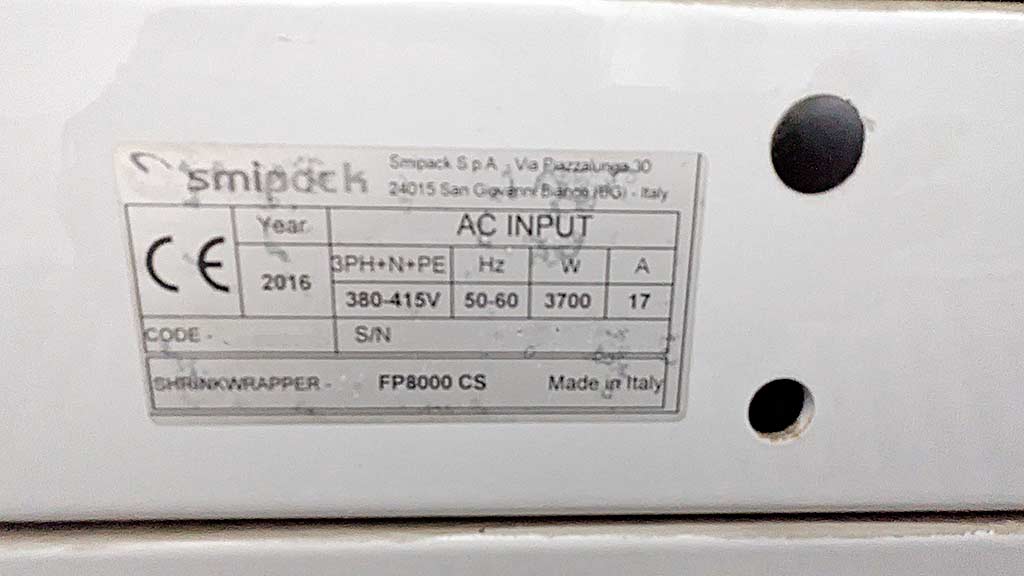 smipack
Smipack S.p.A. - Via Piazzalunga, 30
24015 San Giovanni Bianco (BG) - Italy
CE
Year
2016
AC INPUT
3PH+N+PE Hz W A
380-415V 50-60 3700 17
CODE - S/N
SHRINKWRAPPER - FP8000 CS Made in Italy